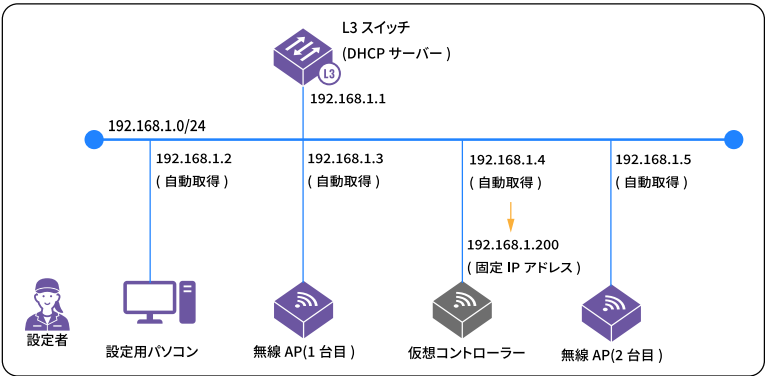 L3 スイッチ
(DHCP サーバー )
L3
192.168.1.1
192.168.1.0/24
192.168.1.2
( 自動取得 )
192.168.1.3
( 自動取得 )
192.168.1.4
( 自動取得 )
192.168.1.5
( 自動取得 )
192.168.1.200
( 固定 IP アドレス )
設定者
設定用パソコン
無線 AP(1 台目 )
仮想コントローラー
無線 AP(2 台目 )